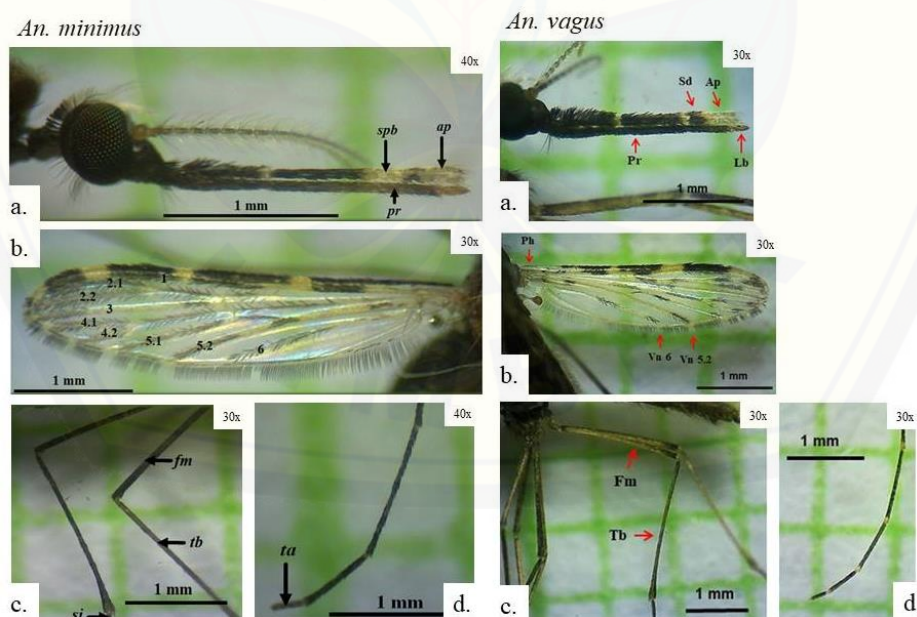 An. minimus
An. vagus
40x
spb
ap
1 mm
pr
a.
30x
Sd
Ap
Pr
Lb
1 mm
a.
b.
30x
2.1
1
2.2
3
4.1
4.2
5.1
5.2
6
1 mm
30x
Ph
Vn 6
Vn 5.2
b.
1 mm
30x
fm
tb
c.
1 mm
si
40x
ta
d.
1 mm
30x
Fm
Tb
c.
1 mm
30x
1 mm
d.